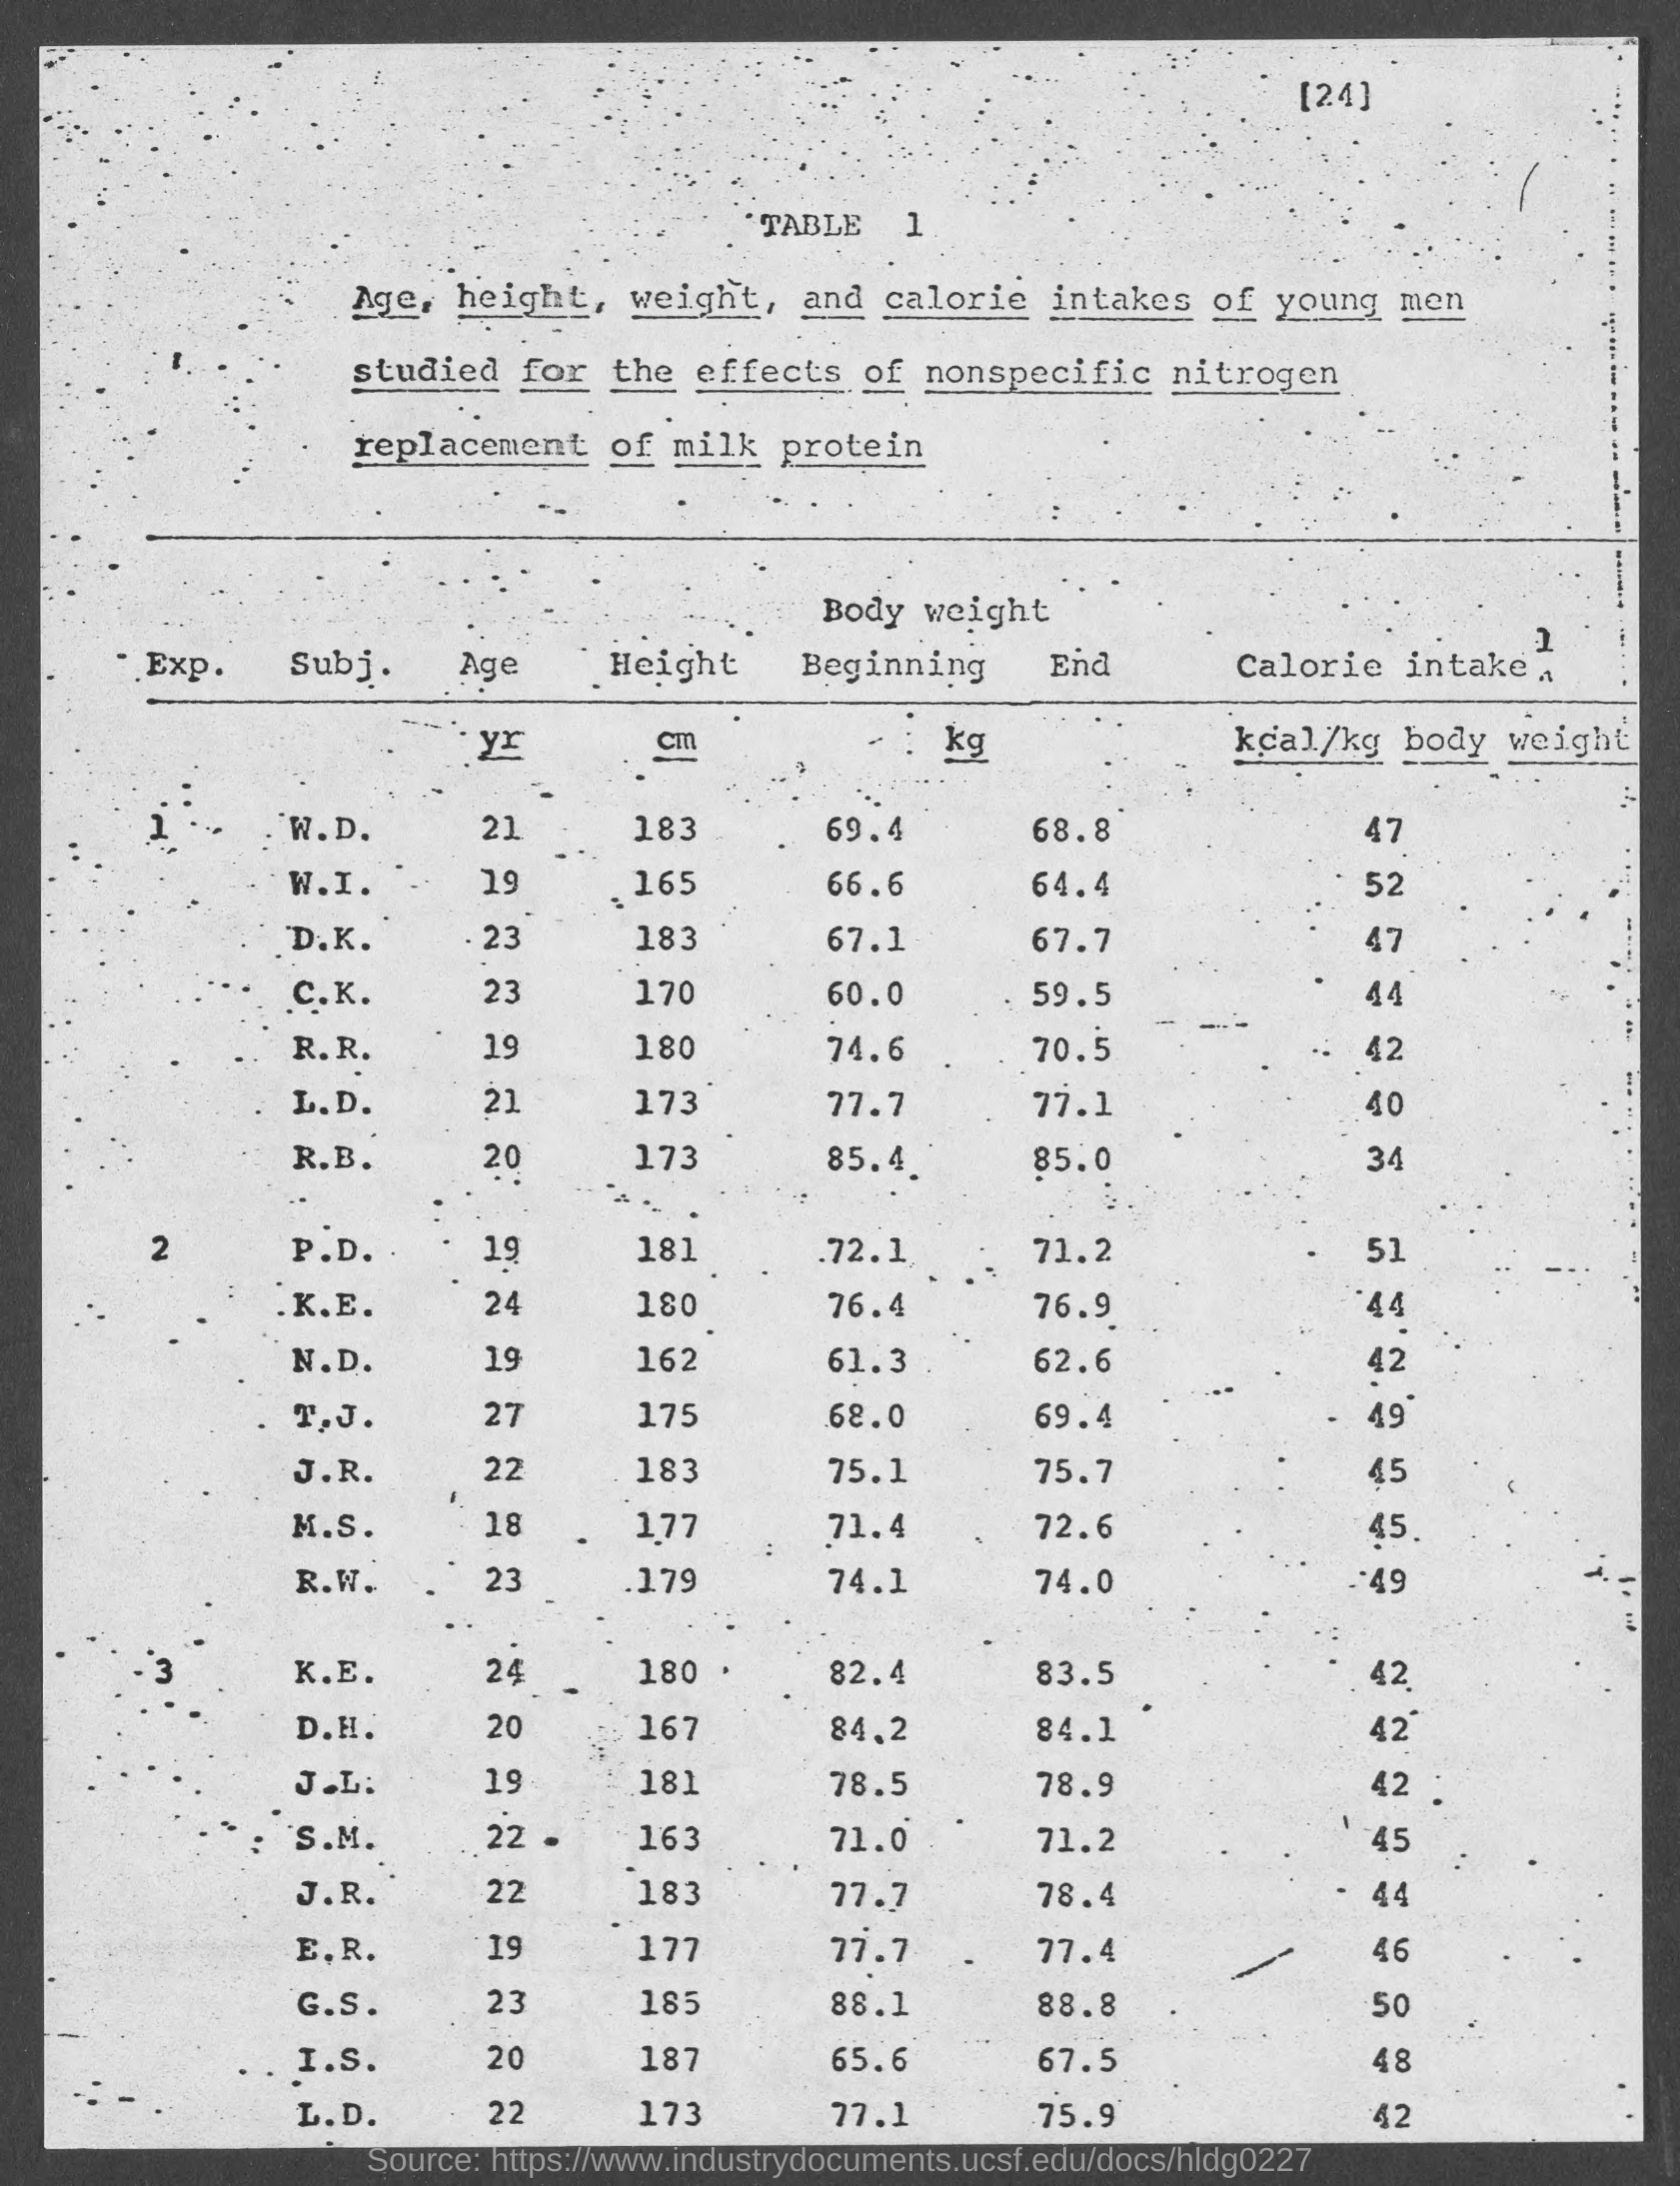 [24]
TABLE 1
Age, height, weight, and calorie intakes of young men
studied for the effects of nonspecific nitrogen
replacement of milk protein
Body weight
Exp. Subj. Age Height Beginning End Calorie intake 1
yr cm kg kcal/kg body weight
1 W.D. 21 183 69.4 68.8 47
W.I. 19 165 66.6 64.4 52
D.K. 23 183 67.1 67.7 47
C.K. 23 170 60.0 59.5 44
R.R. 19 180 74.6 70.5 42
L.D. 21 173 77.7 77.1 40
R.B. 20 173 85.4 85.0 34
2 P.D. 19 181 72.1 71.2 51
K.E. 24 180 76.4 76.9 44
N.D. 19 162 61.3 62.6 42
T.J. 27 175 68.0 69.4 49
J.R. 22 183 75.1 75.7 45
M.S. 18 177 71.4 72.6 45
R.W. 23 179 74.1 74.0 49
3 K.E. 24 180 82.4 83.5 42
D.H. 20 167 84.2 84.1 42
J.L. 19 181 78.5 78.9 42
S.M. 22 163 71.0 71.2 45
J.R. 22 183 77.7 78.4 44
E.R. 19 177 77.7 77.4 46
G.S. 23 185 88.1 88.8 50
I.S. 20 187 65.6 67.5 48
L.D. 22 173 77.1 75.9 42
Source: https://www.industrydocuments.ucsf.edu/docs/hldg0227